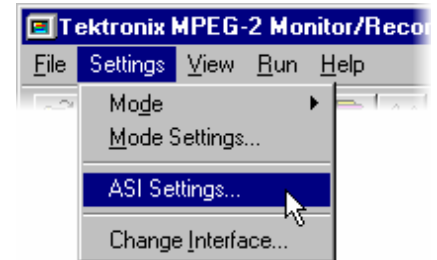 Tektronix MPEG-2 Monitor/Recor
File Settings View Run Help
Mode
Mode Settings...
ASI Settings...
Change Interface...